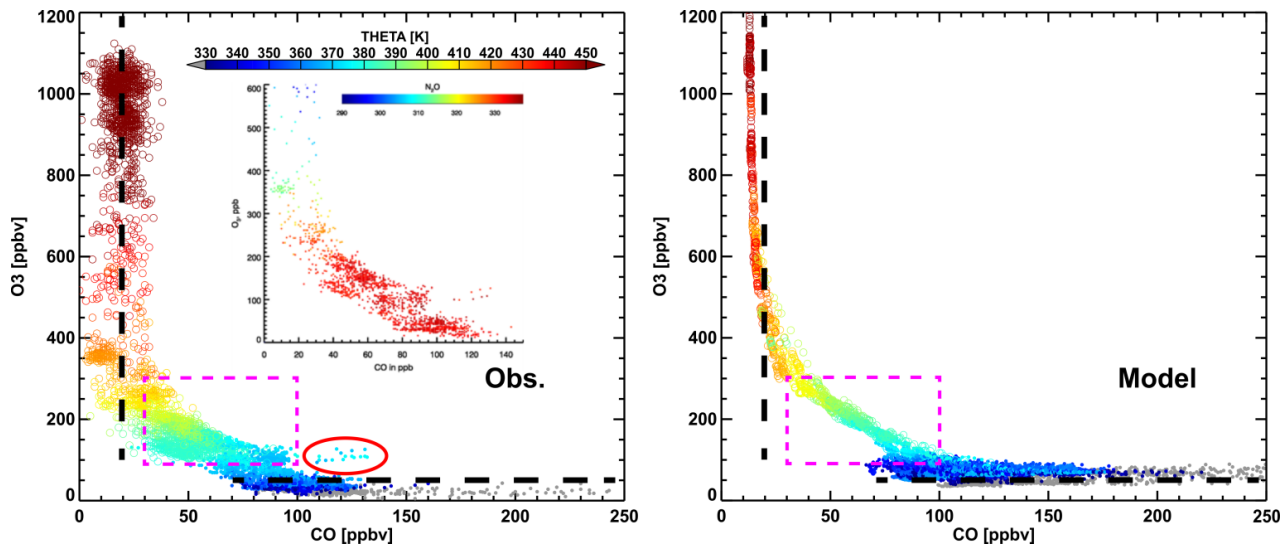 THETA [K]
330 340 350 360 370 380 390 400 410 420 430 440 450
1200
1000
800
600
400
200
0
O3 [ppbv]
0 50 100 150 200 250
CO [ppbv]
Obs.
N₂O
290 300 310 320 330
600
500
400
300
200
100
0
O₃, ppb
0 20 40 60 80 100 120 140
CO in ppb
1200
1000
800
600
400
200
0
O3 [ppbv]
0 50 100 150 200 250
CO [ppbv]
Model